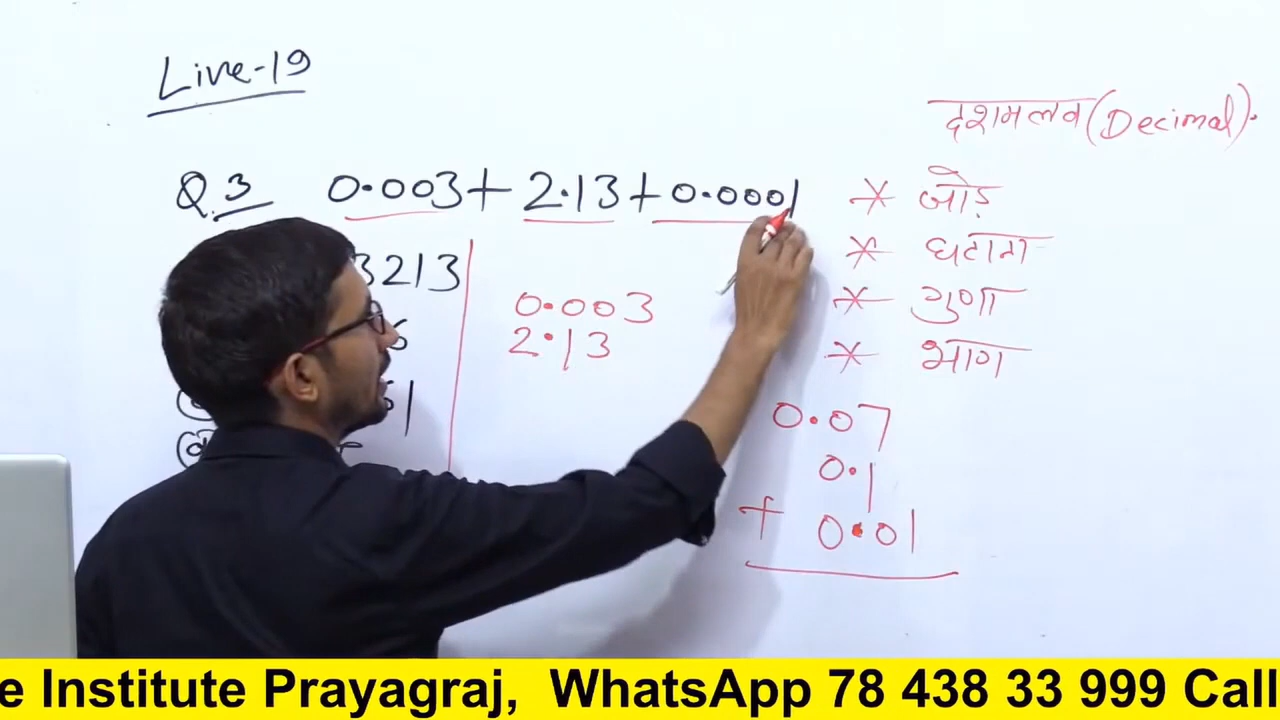 Live-19
दशमलव (Decimal).
Q.3 0.003 + 2.13 + 0.0001
* जोड़
* घटाना
3213
* गुणा
0.003
2.13
* भाग
0.07
0.1
+ 0.01
e Institute Prayagraj, WhatsApp 78 438 33 999 Call